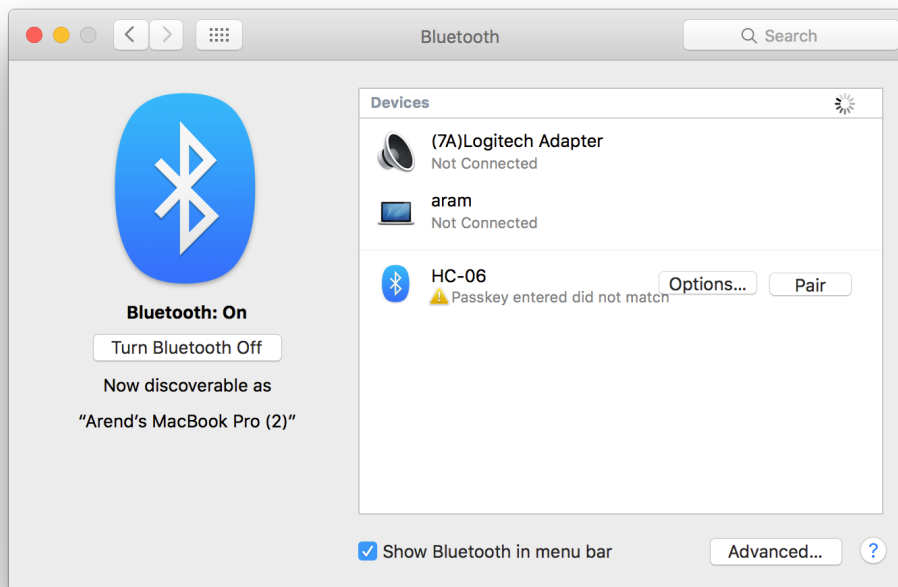 Bluetooth
Search
Devices
(7A)Logitech Adapter
Not Connected
aram
Not Connected
HC-06
Passkey entered did not match
Options...
Pair
Bluetooth: On
Turn Bluetooth Off
Now discoverable as
“Arend’s MacBook Pro (2)”
Show Bluetooth in menu bar
Advanced...
?